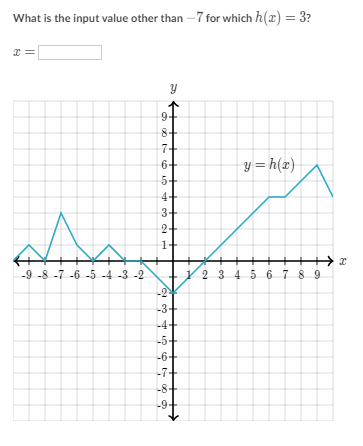 What is the input value other than −7 for which h(x) = 3?
x =
y
9
8
7
6
y = h(x)
5
4
3
2
1
x
-9 -8 -7 -6 -5 -4 -3 -2 1 2 3 4 5 6 7 8 9
-2
-3
-4
-5
-6
-7
-8
-9